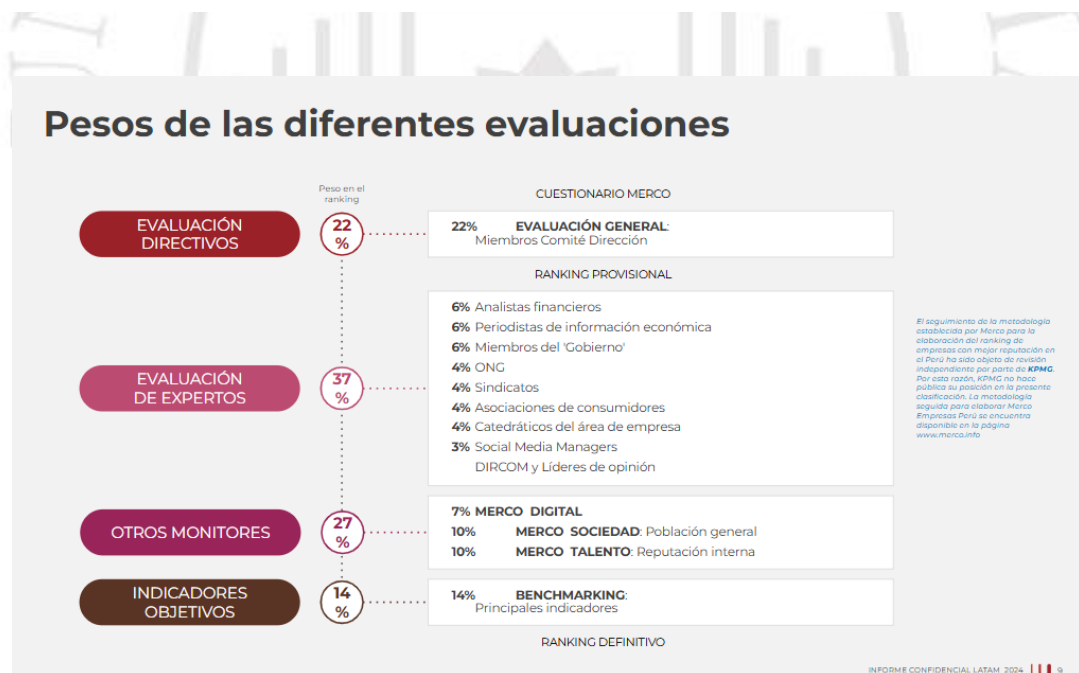 Pesos de las diferentes evaluaciones
Peso en el
ranking
CUESTIONARIO MERCO
EVALUACIÓN
DIRECTIVOS
22
%
22% EVALUACIÓN GENERAL:
Miembros Comité Dirección
RANKING PROVISIONAL
EVALUACIÓN
DE EXPERTOS
37
%
6% Analistas financieros
6% Periodistas de información económica
6% Miembros del 'Gobierno'
4% ONG
4% Sindicatos
4% Asociaciones de consumidores
4% Catedráticos del área de empresa
3% Social Media Managers
DIRCOM y Líderes de opinión
El seguimiento de la metodología
establecida por Merco para la
elaboración del ranking de
empresas con mejor reputación en
el Perú ha sido objeto de revisión
independiente por parte de KPMG.
Por esta razón, KPMG no hace
pública su posición en la presente
clasificación. La metodología
seguida para elaborar Merco
Empresas Perú se encuentra
disponible en la página
www.merco.info
OTROS MONITORES
27
%
7% MERCO DIGITAL
10% MERCO SOCIEDAD: Población general
10% MERCO TALENTO: Reputación interna
INDICADORES
OBJETIVOS
14
%
14% BENCHMARKING:
Principales indicadores
RANKING DEFINITIVO
INFORME CONFIDENCIAL LATAM 2024 9